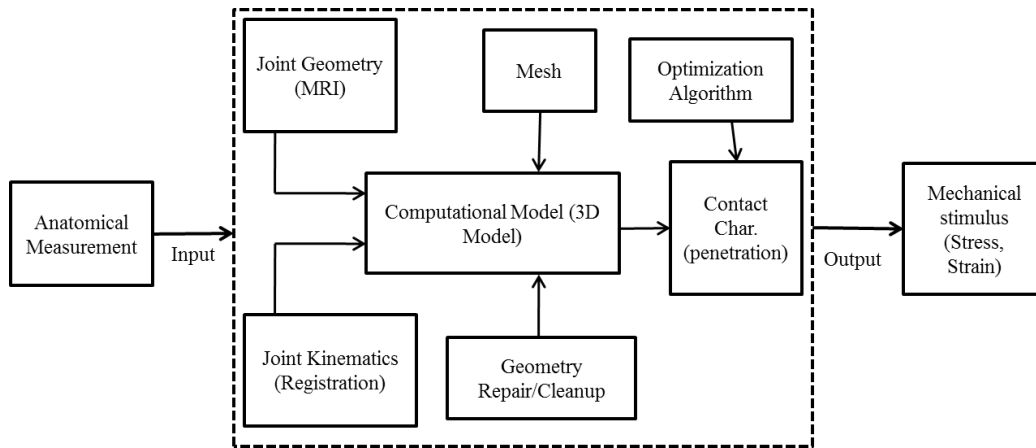 Joint Geometry
(MRI)
Mesh
Optimization
Algorithm
Anatomical
Measurement
Input
Computational Model (3D
Model)
Contact
Char.
(penetration)
Output
Mechanical
stimulus
(Stress,
Strain)
Joint Kinematics
(Registration)
Geometry
Repair/Cleanup